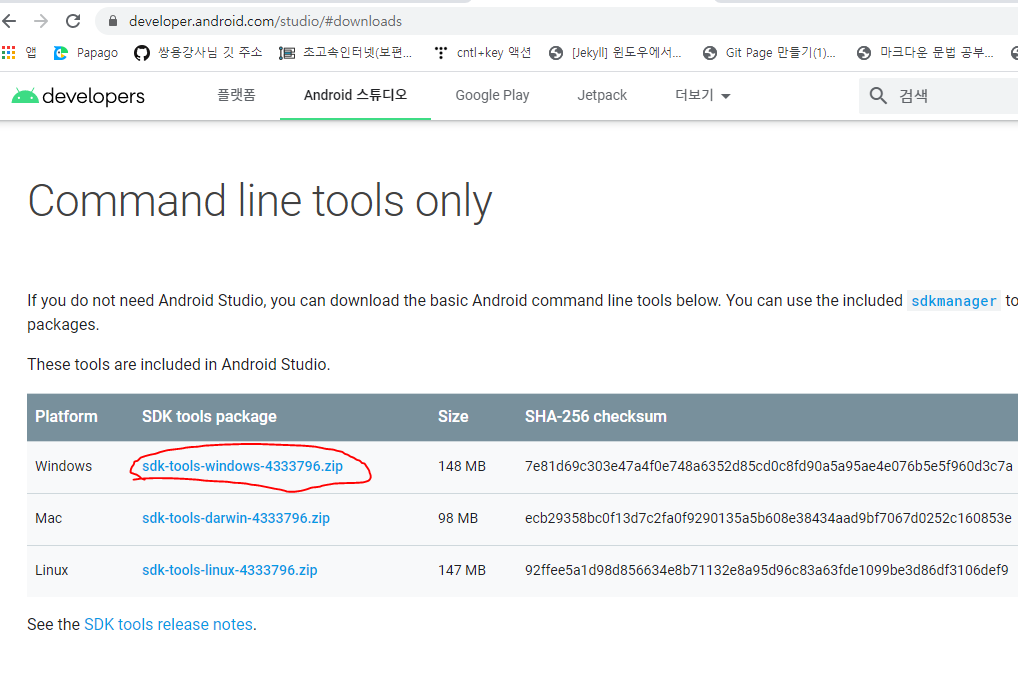 developer.android.com/studio/#downloads
앱 Papago 쌍용강사님 깃 주소 초고속인터넷(보편... cntl+key 액션 [Jekyll] 윈도우에서... Git Page 만들기(1)... 마크다운 문법 공부...
developers 플랫폼 Android 스튜디오 Google Play Jetpack 더보기 검색
Command line tools only
If you do not need Android Studio, you can download the basic Android command line tools below. You can use the included sdkmanager to
packages.
These tools are included in Android Studio.
Platform SDK tools package Size SHA-256 checksum
Windows sdk-tools-windows-4333796.zip 148 MB 7e81d69c303e47a4f0e748a6352d85cd0c8fd90a5a95ae4e076b5e5f960d3c7a
Mac sdk-tools-darwin-4333796.zip 98 MB ecb29358bc0f13d7c2fa0f9290135a5b608e38434aad9bf7067d0252c160853e
Linux sdk-tools-linux-4333796.zip 147 MB 92ffee5a1d98d856634e8b71132e8a95d96c83a63fde1099be3d86df3106def9
See the SDK tools release notes.